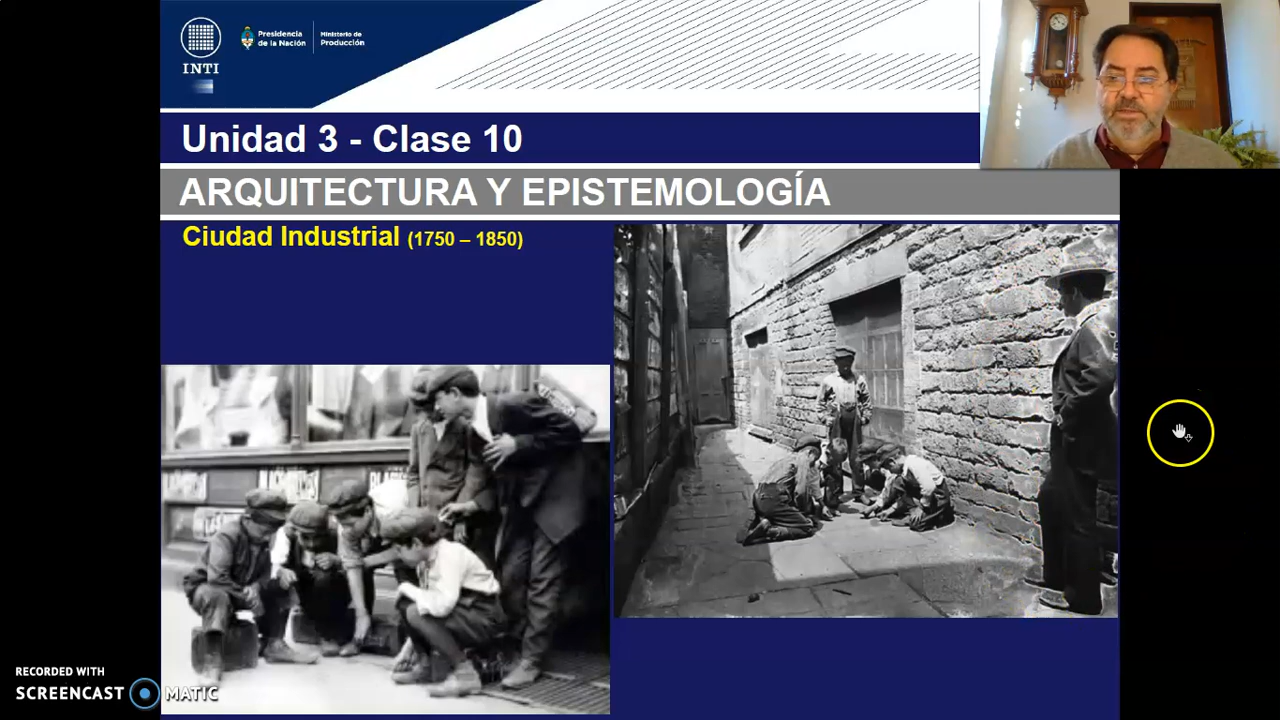 INTI
Presidencia
de la Nación
Ministerio de
Producción
Unidad 3 - Clase 10
ARQUITECTURA Y EPISTEMOLOGÍA
Ciudad Industrial (1750 – 1850)
RECORDED WITH
SCREENCAST MATIC